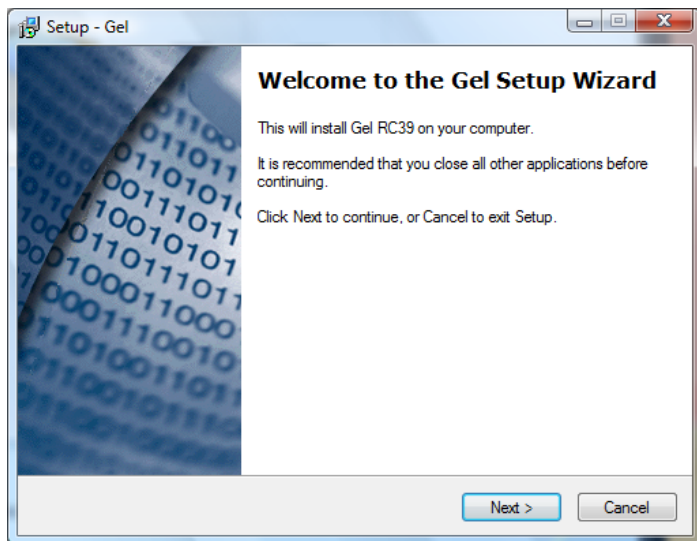 Setup - Gel
Welcome to the Gel Setup Wizard
This will install Gel RC39 on your computer.
It is recommended that you close all other applications before
continuing.
Click Next to continue, or Cancel to exit Setup.
Next >
Cancel